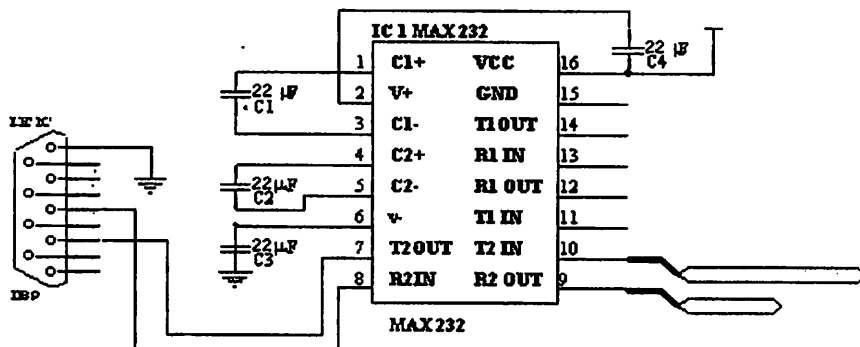 IC 1 MAX232
1 C1+ VCC 16
2 V+ GND 15
3 C1- T1 OUT 14
4 C2+ R1 IN 13
5 C2- R1 OUT 12
6 V- T1 IN 11
7 T2OUT T2 IN 10
8 R2IN R2 OUT 9
MAX232
22 µF
C1
22µF
C2
22µF
C3
22 µF
C4
DB9